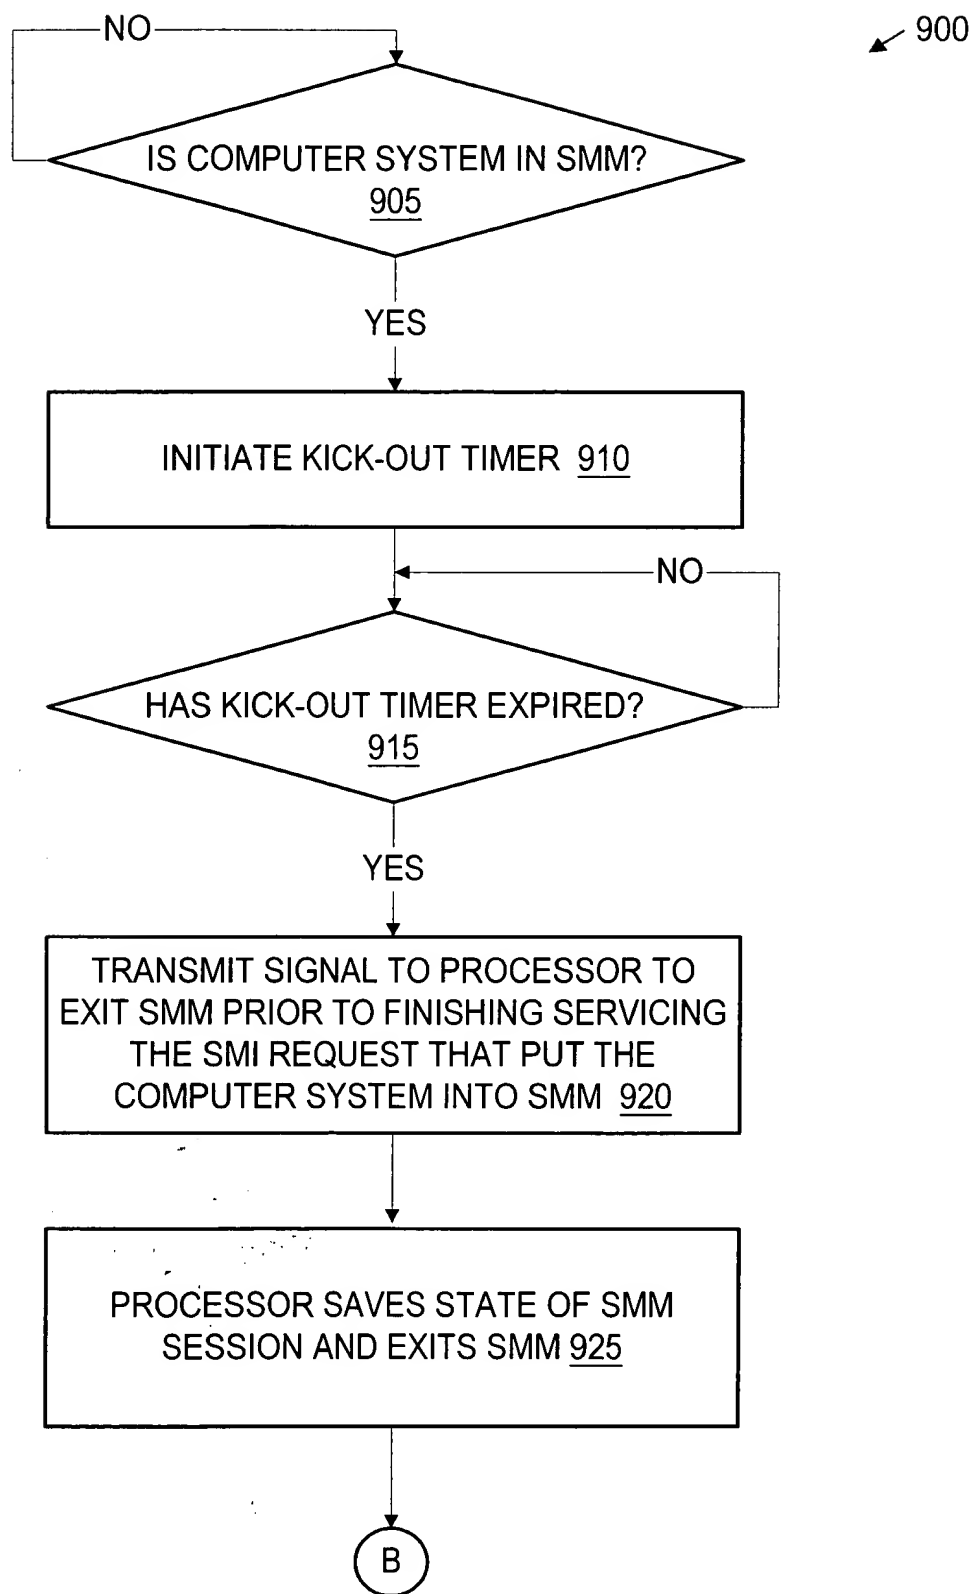 NO
900
IS COMPUTER SYSTEM IN SMM?
905
YES
INITIATE KICK-OUT TIMER 910
NO
HAS KICK-OUT TIMER EXPIRED?
915
YES
TRANSMIT SIGNAL TO PROCESSOR TO
EXIT SMM PRIOR TO FINISHING SERVICING
THE SMI REQUEST THAT PUT THE
COMPUTER SYSTEM INTO SMM 920
PROCESSOR SAVES STATE OF SMM
SESSION AND EXITS SMM 925
B